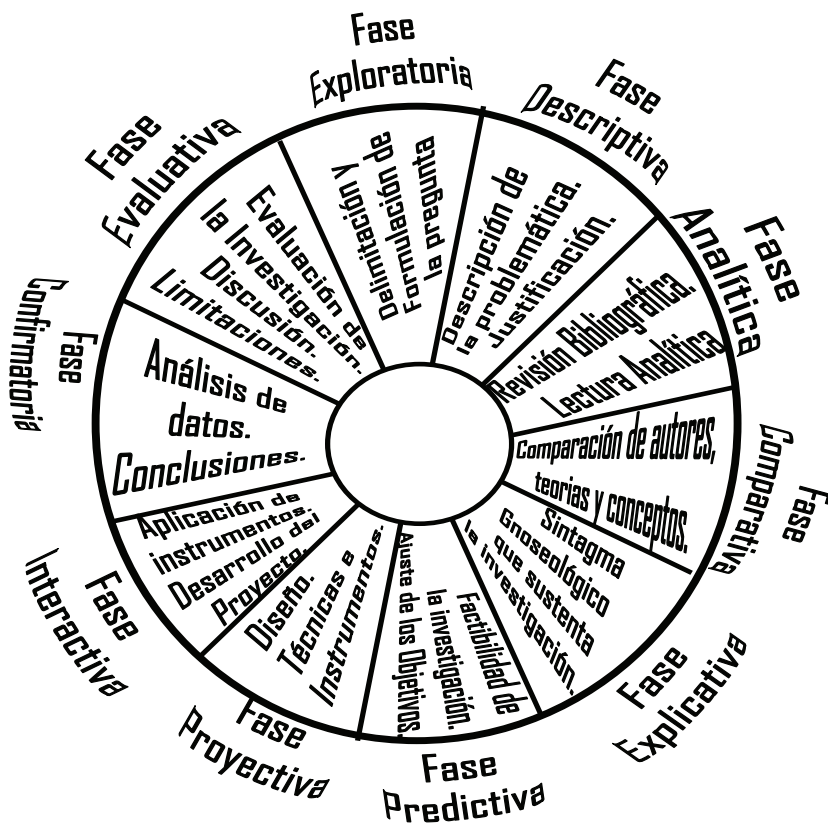 Fase
Exploratoria
Delimitación y
Formulación de
la pregunta
Fase
Descriptiva
Descripción de
la problemática.
Justificación.
Fase
Analítica
Revisión Bibliográfica.
Lectura Analítica
Fase
Comparativa
Comparación de autores,
teorias y conceptos.
Fase
Explicativa
Sintagma
Gnoseológico
que sustenta
la investigación.
Fase
Predictiva
Factibilidad de
la investigación.
Ajuste de los Objetivos.
Fase
Proyectiva
Diseño.
Técnicas e
Instrumentos.
Fase
Interactiva
Aplicación de
instrumentos.
Desarrollo del
Proyecto.
Fase
Confirmatoria
Análisis de
datos.
Conclusiones.
Fase
Evaluativa
Evaluación de
la Investigación.
Discusión.
Limitaciones.